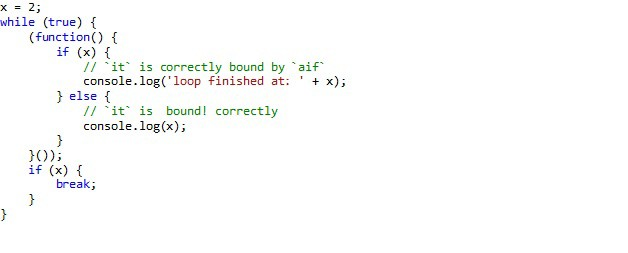 x = 2;
while (true) {
    (function() {
        if (x) {
            // `it` is correctly bound by `aif`
            console.log('loop finished at: ' + x);
        } else {
            // `it` is  bound! correctly
            console.log(x);
        }
    }());
    if (x) {
        break;
    }
}